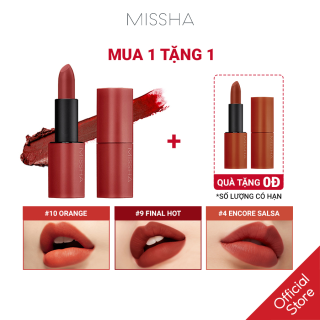 MISSHA
MUA 1 TẶNG 1
+
QUÀ TẶNG 0Đ
*SỐ LƯỢNG CÓ HẠN
#10 ORANGE
#9 FINAL HOT
#4 ENCORE SALSA
Official
Store